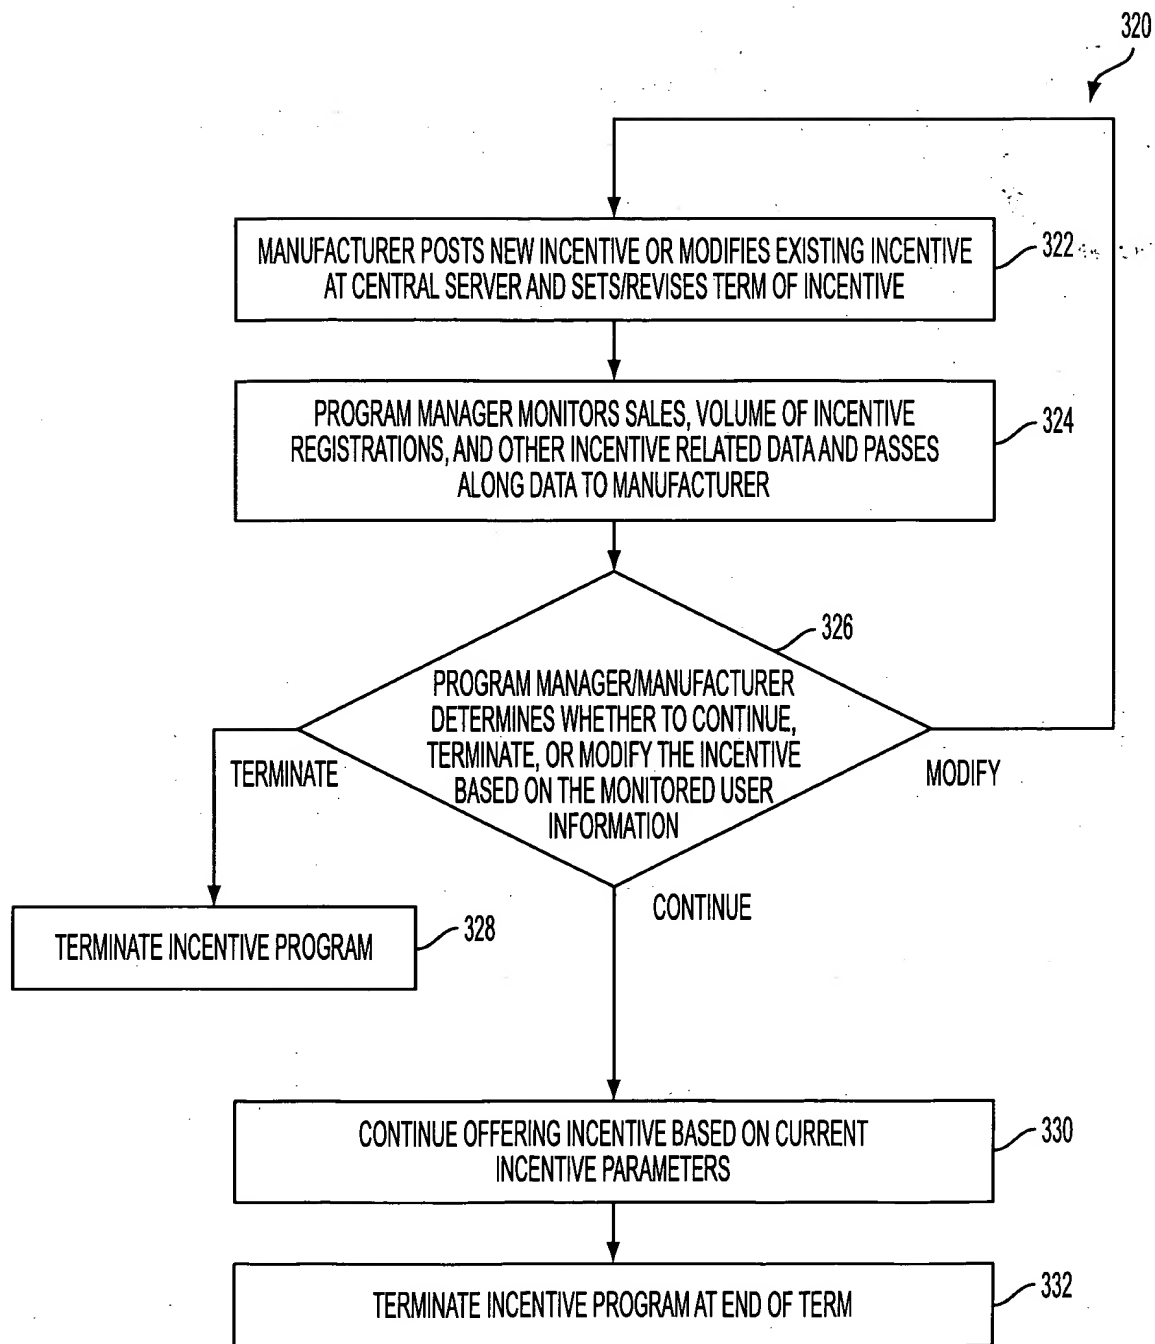 320
MANUFACTURER POSTS NEW INCENTIVE OR MODIFIES EXISTING INCENTIVE
AT CENTRAL SERVER AND SETS/REVISES TERM OF INCENTIVE
322
PROGRAM MANAGER MONITORS SALES, VOLUME OF INCENTIVE
REGISTRATIONS, AND OTHER INCENTIVE RELATED DATA AND PASSES
ALONG DATA TO MANUFACTURER
324
326
PROGRAM MANAGER/MANUFACTURER
DETERMINES WHETHER TO CONTINUE,
TERMINATE, OR MODIFY THE INCENTIVE
BASED ON THE MONITORED USER
INFORMATION
TERMINATE
MODIFY
CONTINUE
TERMINATE INCENTIVE PROGRAM
328
CONTINUE OFFERING INCENTIVE BASED ON CURRENT
INCENTIVE PARAMETERS
330
TERMINATE INCENTIVE PROGRAM AT END OF TERM
332